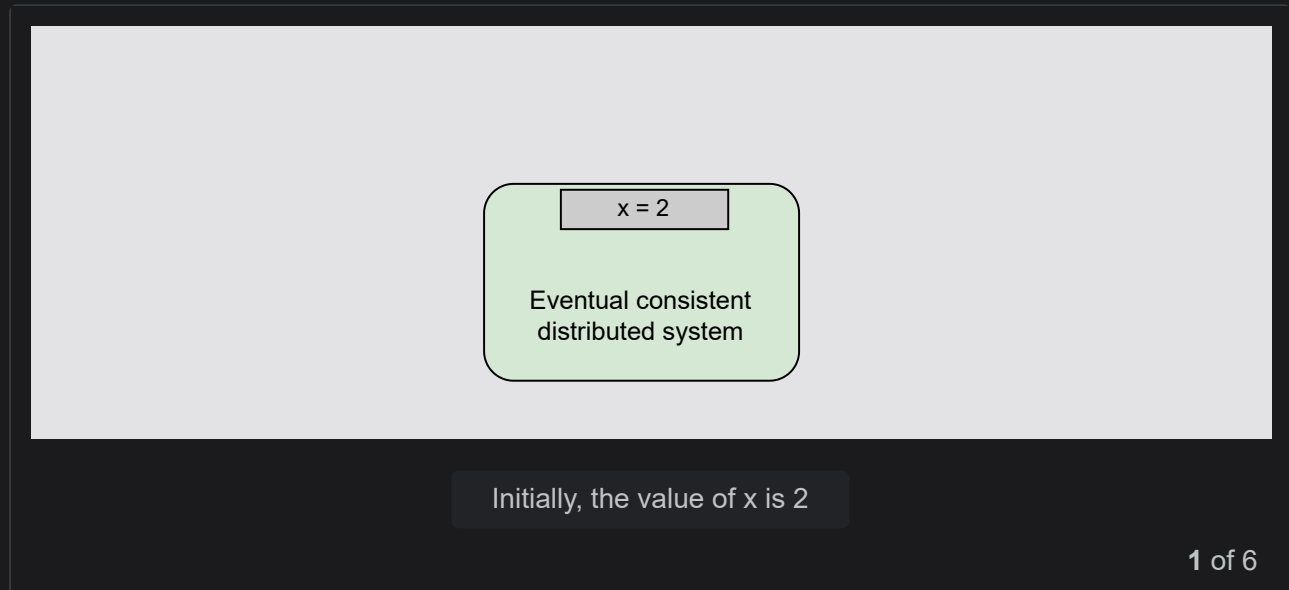 x = 2
Eventual consistent
distributed system
Initially, the value of x is 2
1 of 6